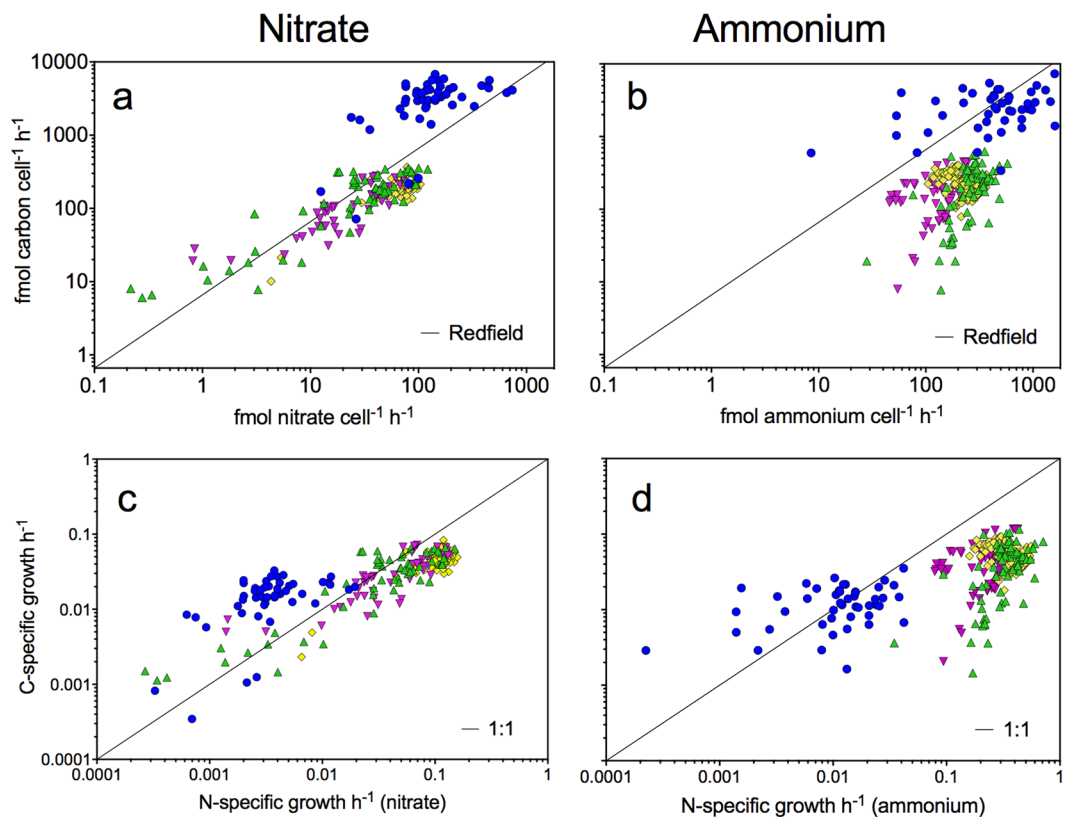 Nitrate
Ammonium
a
fmol carbon cell⁻¹ h⁻¹
10000
1000
100
10
1
0.1
1
10
100
1000
fmol nitrate cell⁻¹ h⁻¹
— Redfield
b
0.1
1
10
100
1000
fmol ammonium cell⁻¹ h⁻¹
— Redfield
c
C-specific growth h⁻¹
1
0.1
0.01
0.001
0.0001
0.0001
0.001
0.01
0.1
1
N-specific growth h⁻¹ (nitrate)
— 1:1
d
0.0001
0.001
0.01
0.1
1
N-specific growth h⁻¹ (ammonium)
— 1:1